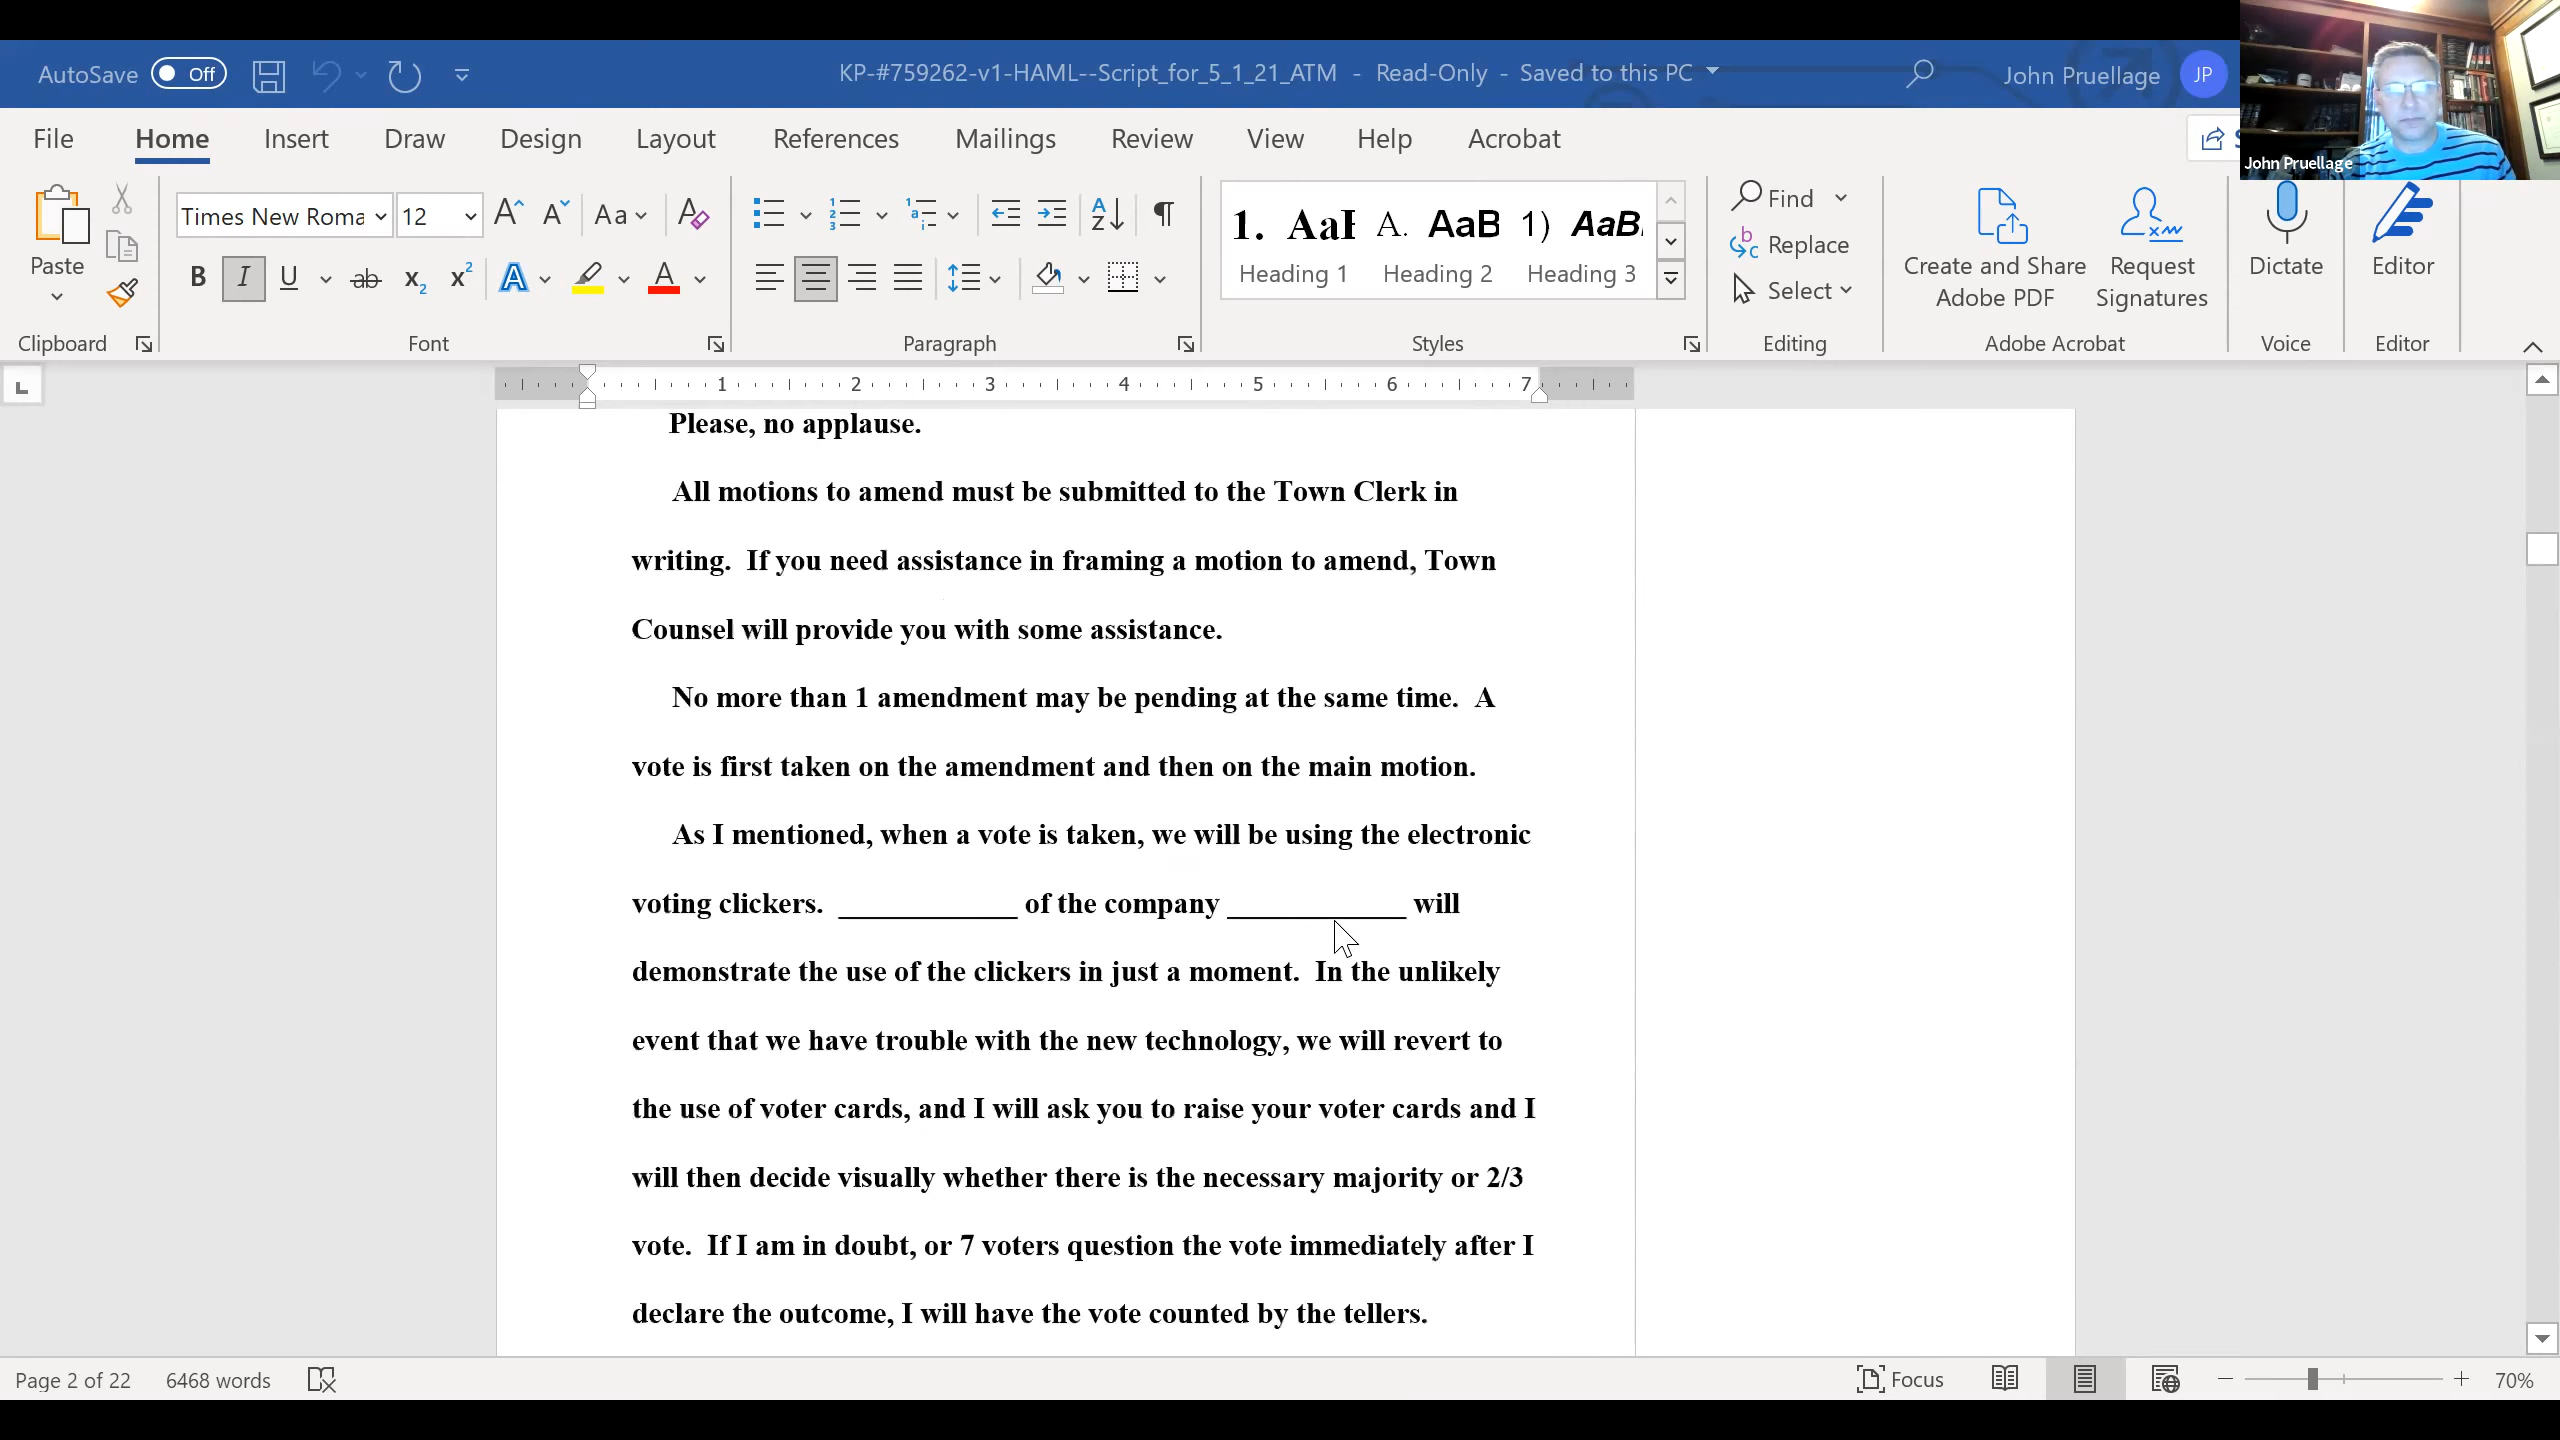 AutoSave Off KP-#759262-v1-HAML--Script_for_5_1_21_ATM - Read-Only - Saved to this PC John Pruellage JP
File Home Insert Draw Design Layout References Mailings Review View Help Acrobat
John Pruellage
Paste
Times New Roma 12 Aa
B I U ab x2 x2 A A
1. AaI A. AaB 1) AaB
Heading 1 Heading 2 Heading 3
Find
Replace
Select
Create and Share Adobe PDF
Request Signatures
Dictate
Editor
Clipboard Font Paragraph Styles Editing Adobe Acrobat Voice Editor
1 2 3 4 5 6 7
Please, no applause.
All motions to amend must be submitted to the Town Clerk in
writing. If you need assistance in framing a motion to amend, Town
Counsel will provide you with some assistance.
No more than 1 amendment may be pending at the same time. A
vote is first taken on the amendment and then on the main motion.
As I mentioned, when a vote is taken, we will be using the electronic
voting clickers. ____________ of the company ____________ will
demonstrate the use of the clickers in just a moment. In the unlikely
event that we have trouble with the new technology, we will revert to
the use of voter cards, and I will ask you to raise your voter cards and I
will then decide visually whether there is the necessary majority or 2/3
vote. If I am in doubt, or 7 voters question the vote immediately after I
declare the outcome, I will have the vote counted by the tellers.
Page 2 of 22 6468 words Focus 70%